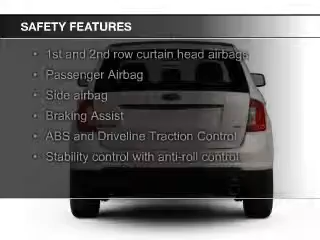 SAFETY FEATURES
• 1st and 2nd row curtain head airbags
• Passenger Airbag
• Side airbag
• Braking Assist
• ABS and Driveline Traction Control
• Stability control with anti-roll control